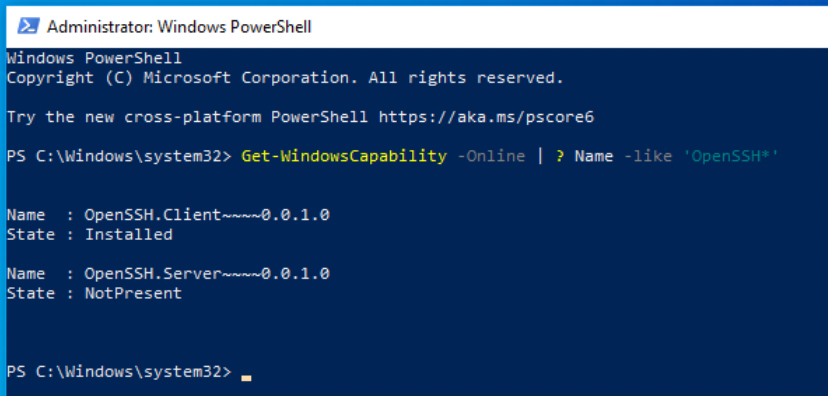 Administrator: Windows PowerShell
Windows PowerShell
Copyright (C) Microsoft Corporation. All rights reserved.
Try the new cross-platform PowerShell https://aka.ms/pscore6
PS C:\Windows\system32> Get-WindowsCapability -Online | ? Name -like 'OpenSSH*'
Name  : OpenSSH.Client~~~~0.0.1.0
State : Installed
Name  : OpenSSH.Server~~~~0.0.1.0
State : NotPresent
PS C:\Windows\system32>